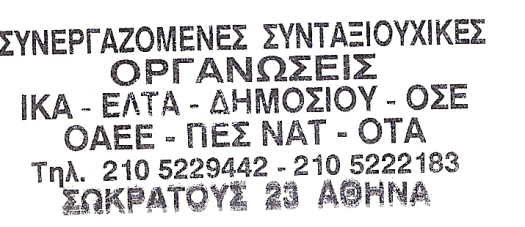 ΣΥΝΕΡΓΑΖΟΜΕΝΕΣ ΣΥΝΤΑΞΙΟΥΧΙΚΕΣ
ΟΡΓΑΝΩΣΕΙΣ
ΙΚΑ - ΕΛΤΑ - ΔΗΜΟΣΙΟΥ - ΟΣΕ
ΟΑΕΕ - ΠΕΣ ΝΑΤ - ΟΤΑ
Τηλ. 210 5229442 - 210 5222183
ΣΩΚΡΑΤΟΥΣ 23 ΑΘΗΝΑ